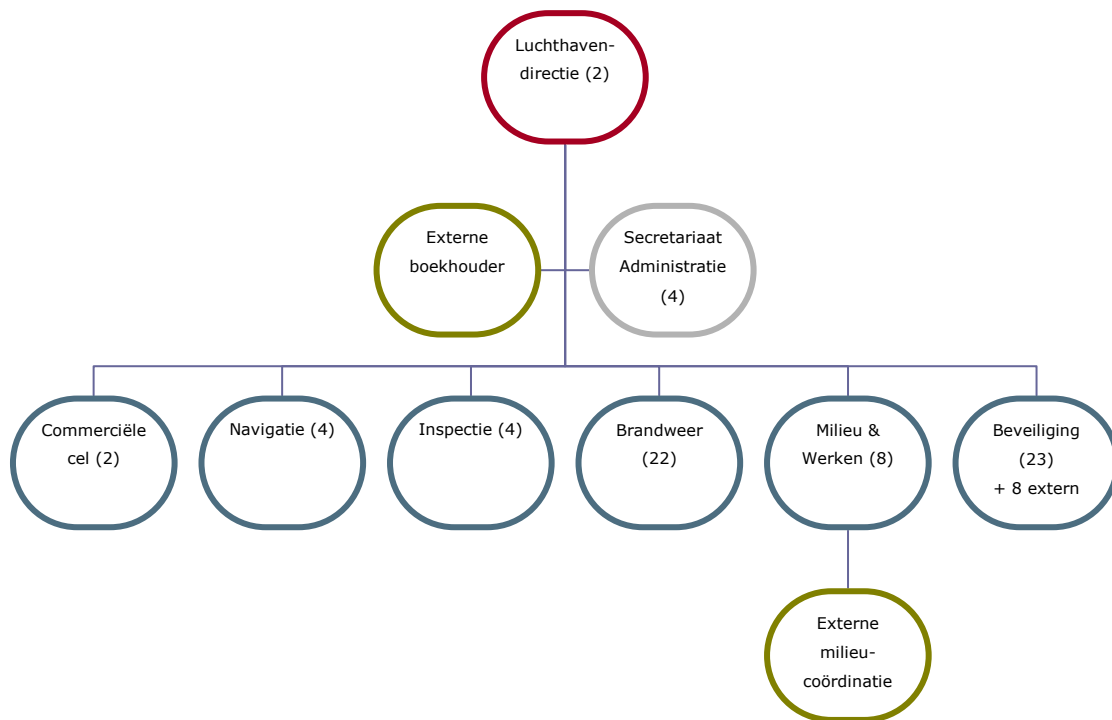 Luchthaven-
directie (2)
Externe
boekhouder
Secretariaat
Administratie
(4)
Commerciële
cel (2)
Navigatie (4)
Inspectie (4)
Brandweer
(22)
Milieu &
Werken (8)
Beveiliging
(23)
+ 8 extern
Externe
milieu-
coördinatie